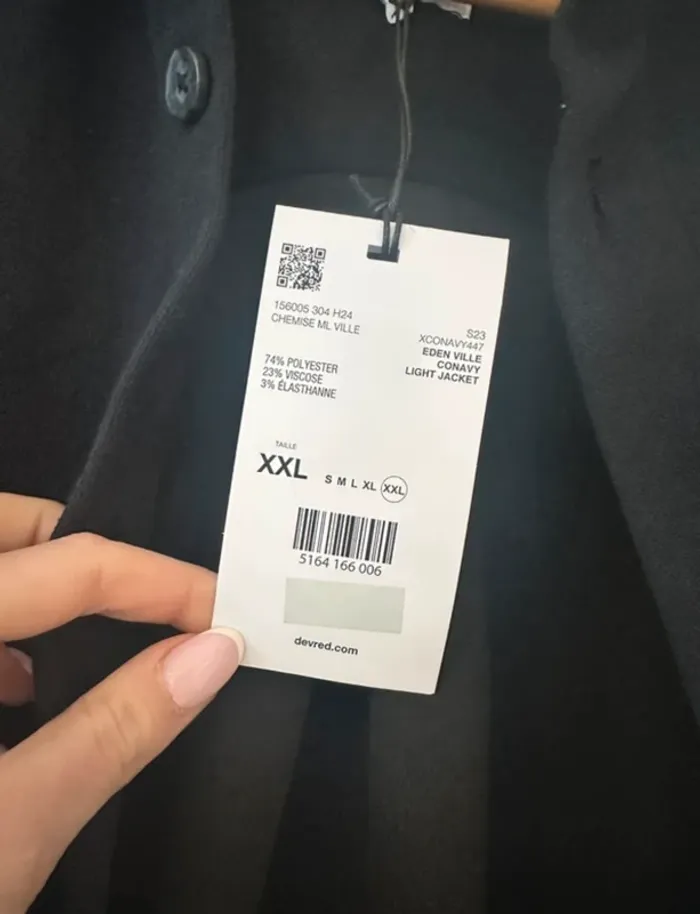 156005 304 H24
CHEMISE ML VILLE
S23
XCONAVY447
EDEN VILLE
CONAVY
LIGHT JACKET
74% POLYESTER
23% VISCOSE
3% ÉLASTHANNE
TAILLE
XXL
S M L XL XXL
5164 166 006
devred.com